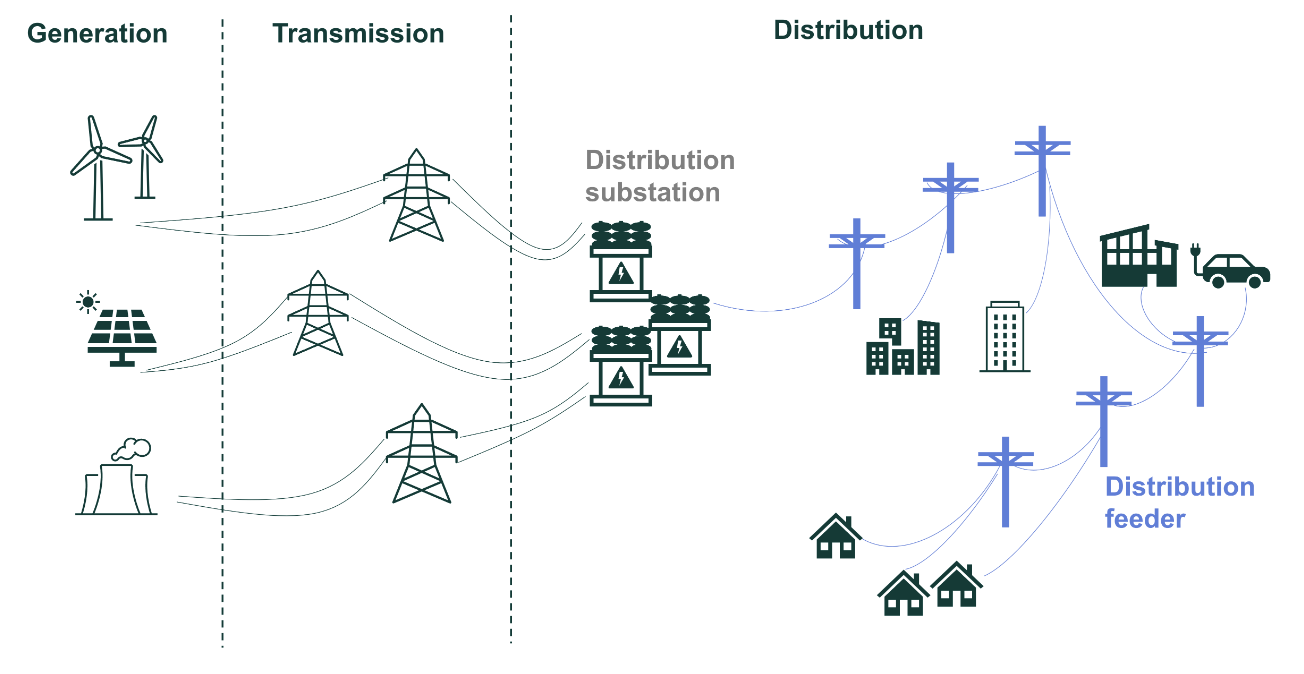 Generation
Transmission
Distribution
Distribution
substation
Distribution
feeder